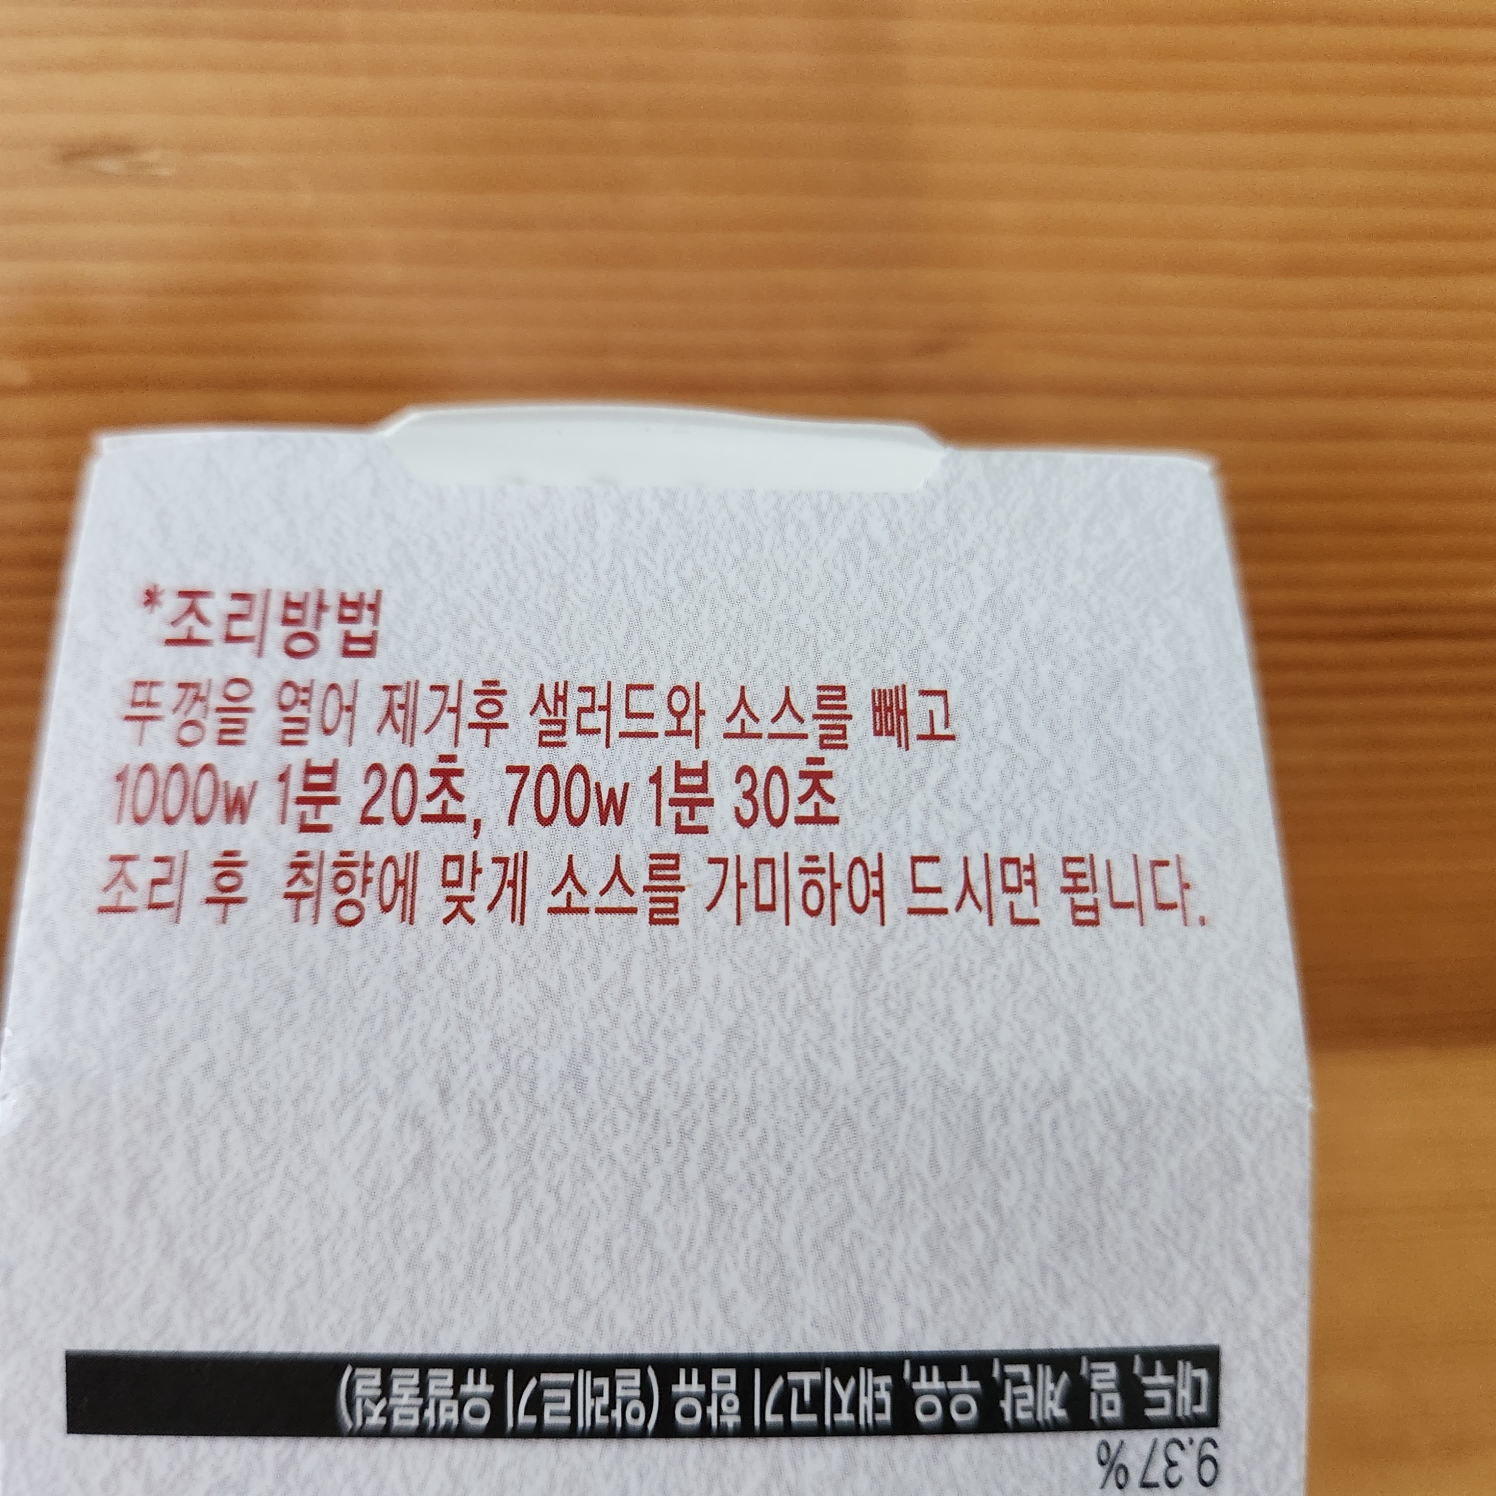 *조리방법
뚜껑을 열어 제거후 샐러드와 소스를 빼고
1000w 1분 20초, 700w 1분 30초
조리 후 취향에 맞게 소스를 가미하여 드시면 됩니다.
대두, 밀, 계란, 우유, 돼지고기 함유 (알레르기 유발물질)
9.37%